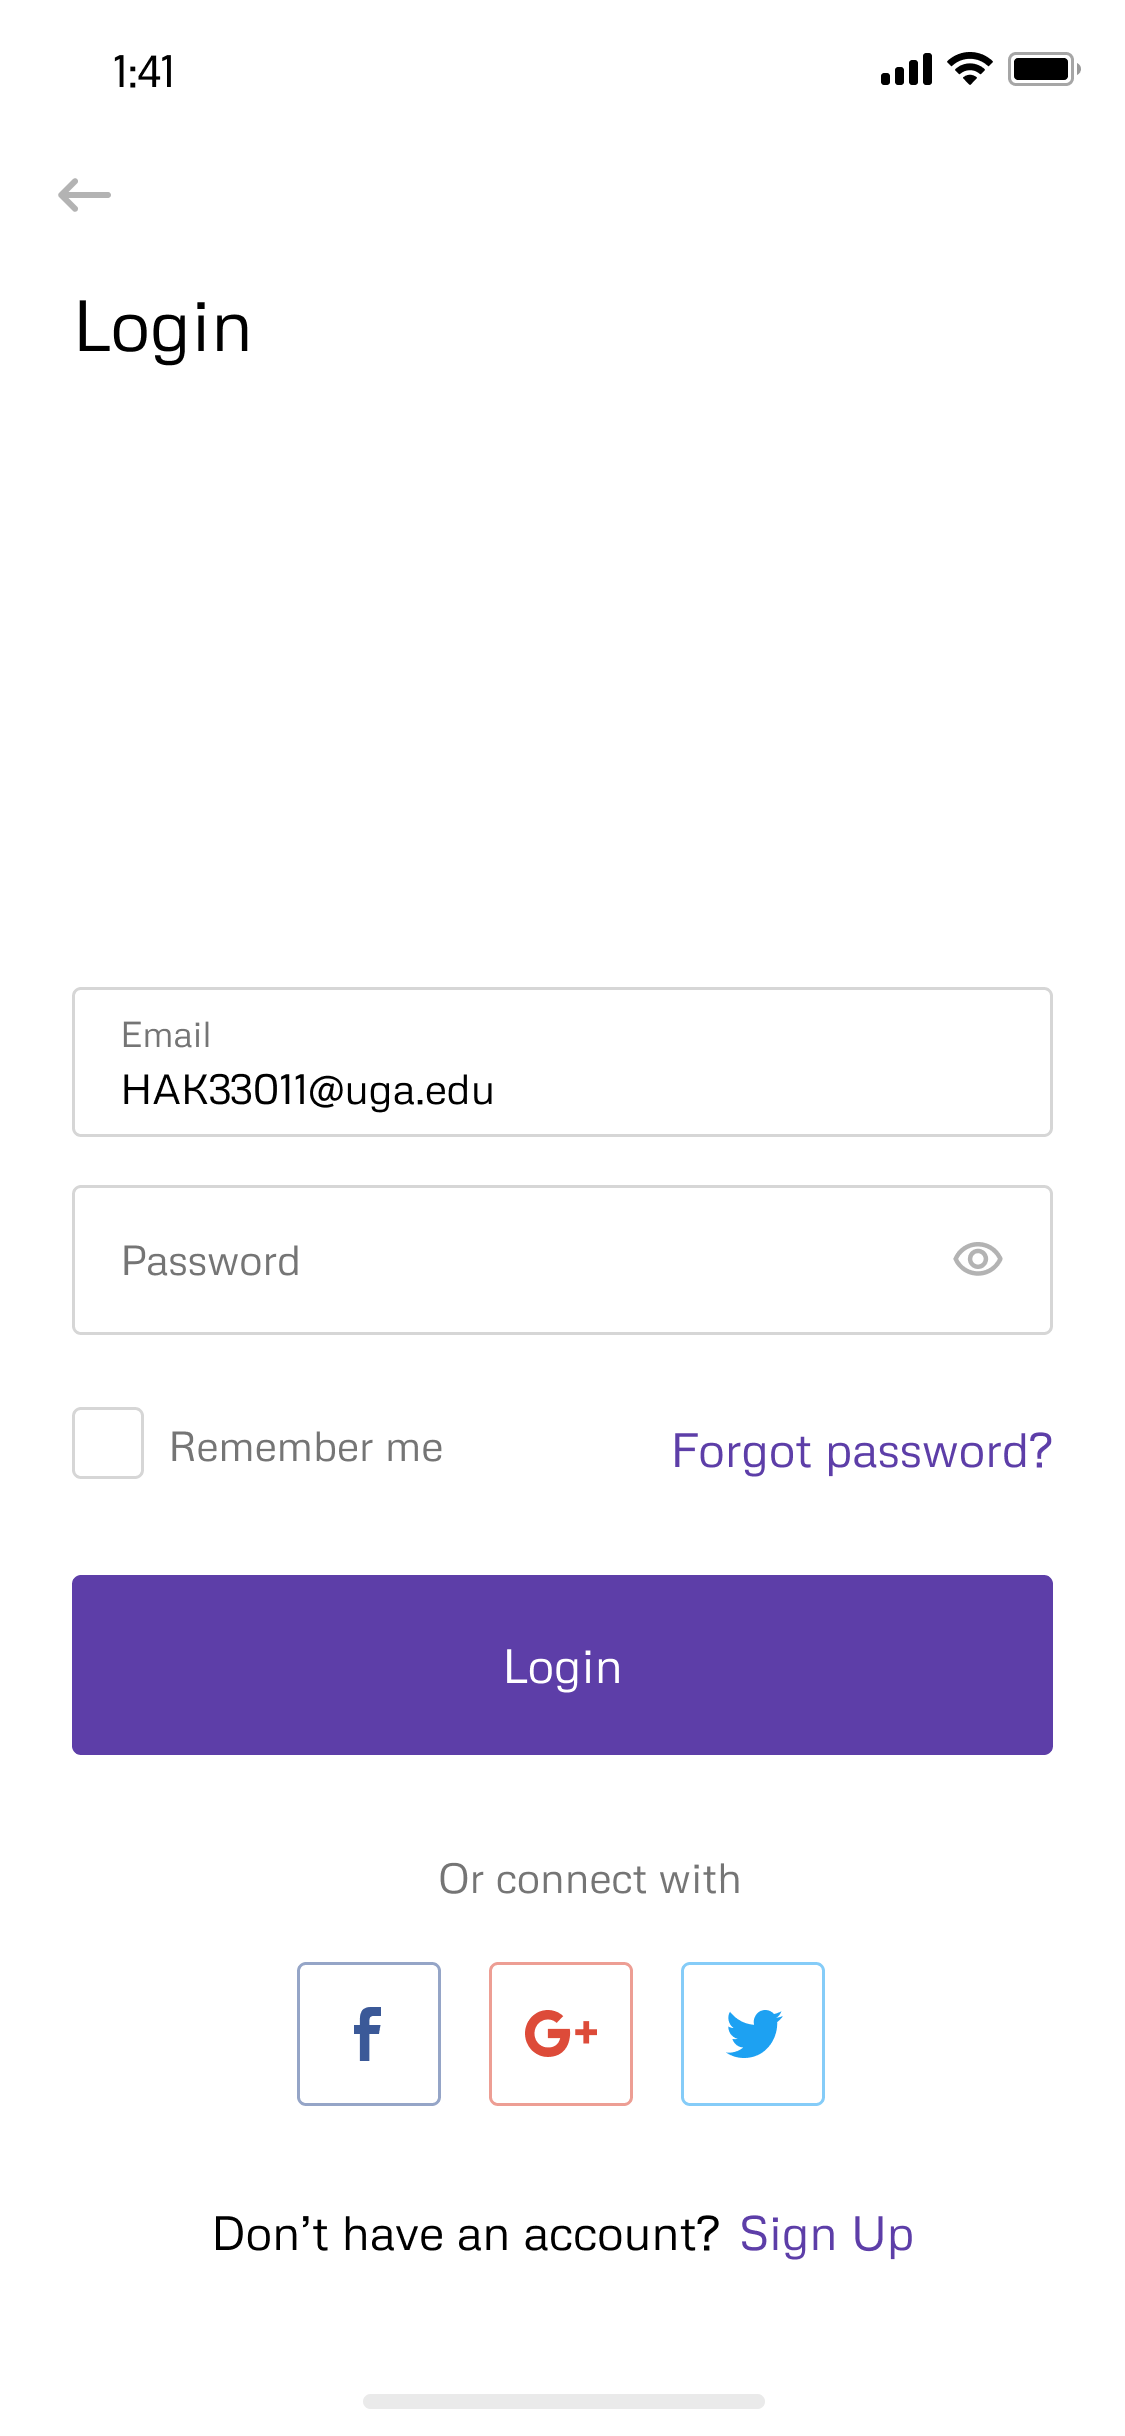 1:41
Login
Email
HAK33011@uga.edu
Password
Remember me
Forgot password?
Login
Or connect with
f
G+
Don’t have an account? Sign Up